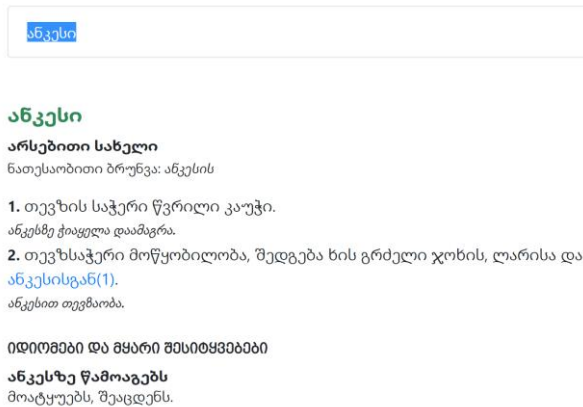 ანკესი
ანკესი
არსებითი სახელი
ნათესაობითი ბრუნვა: ანკესის
1. თევზის საჭერი წვრილი კაუჭი.
ანკესზე ჭიაყელა დაამაგრა.
2. თევზსაჭერი მოწყობილობა, შედგება ხის გრძელი ჯოხის, ლარისა და
ანკესისგან(1).
ანკესით თევზაობა.
იდიომები და მყარი შესიტყვებები
ანკესზე წამოაგებს
მოატყუებს, შეაცდენს.